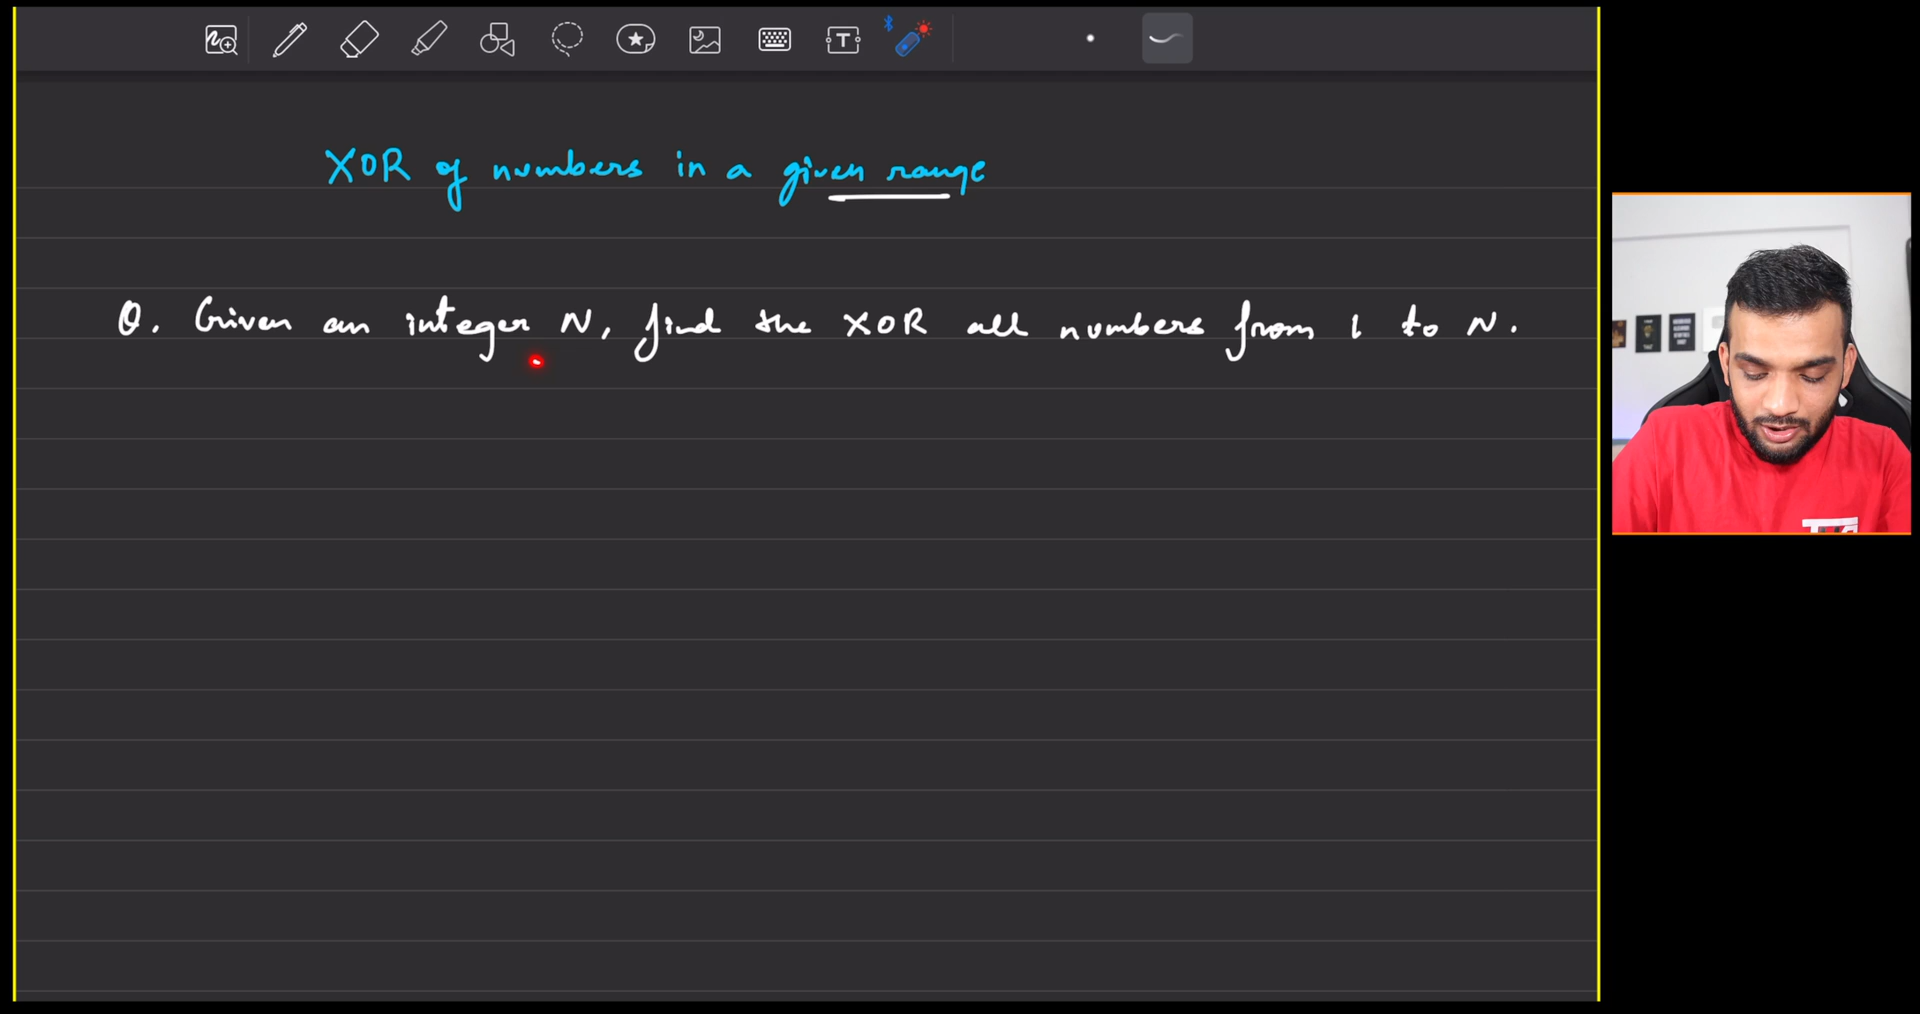 XOR of numbers in a given range
Q. Given an integer N, find the XOR all numbers from 1 to N.